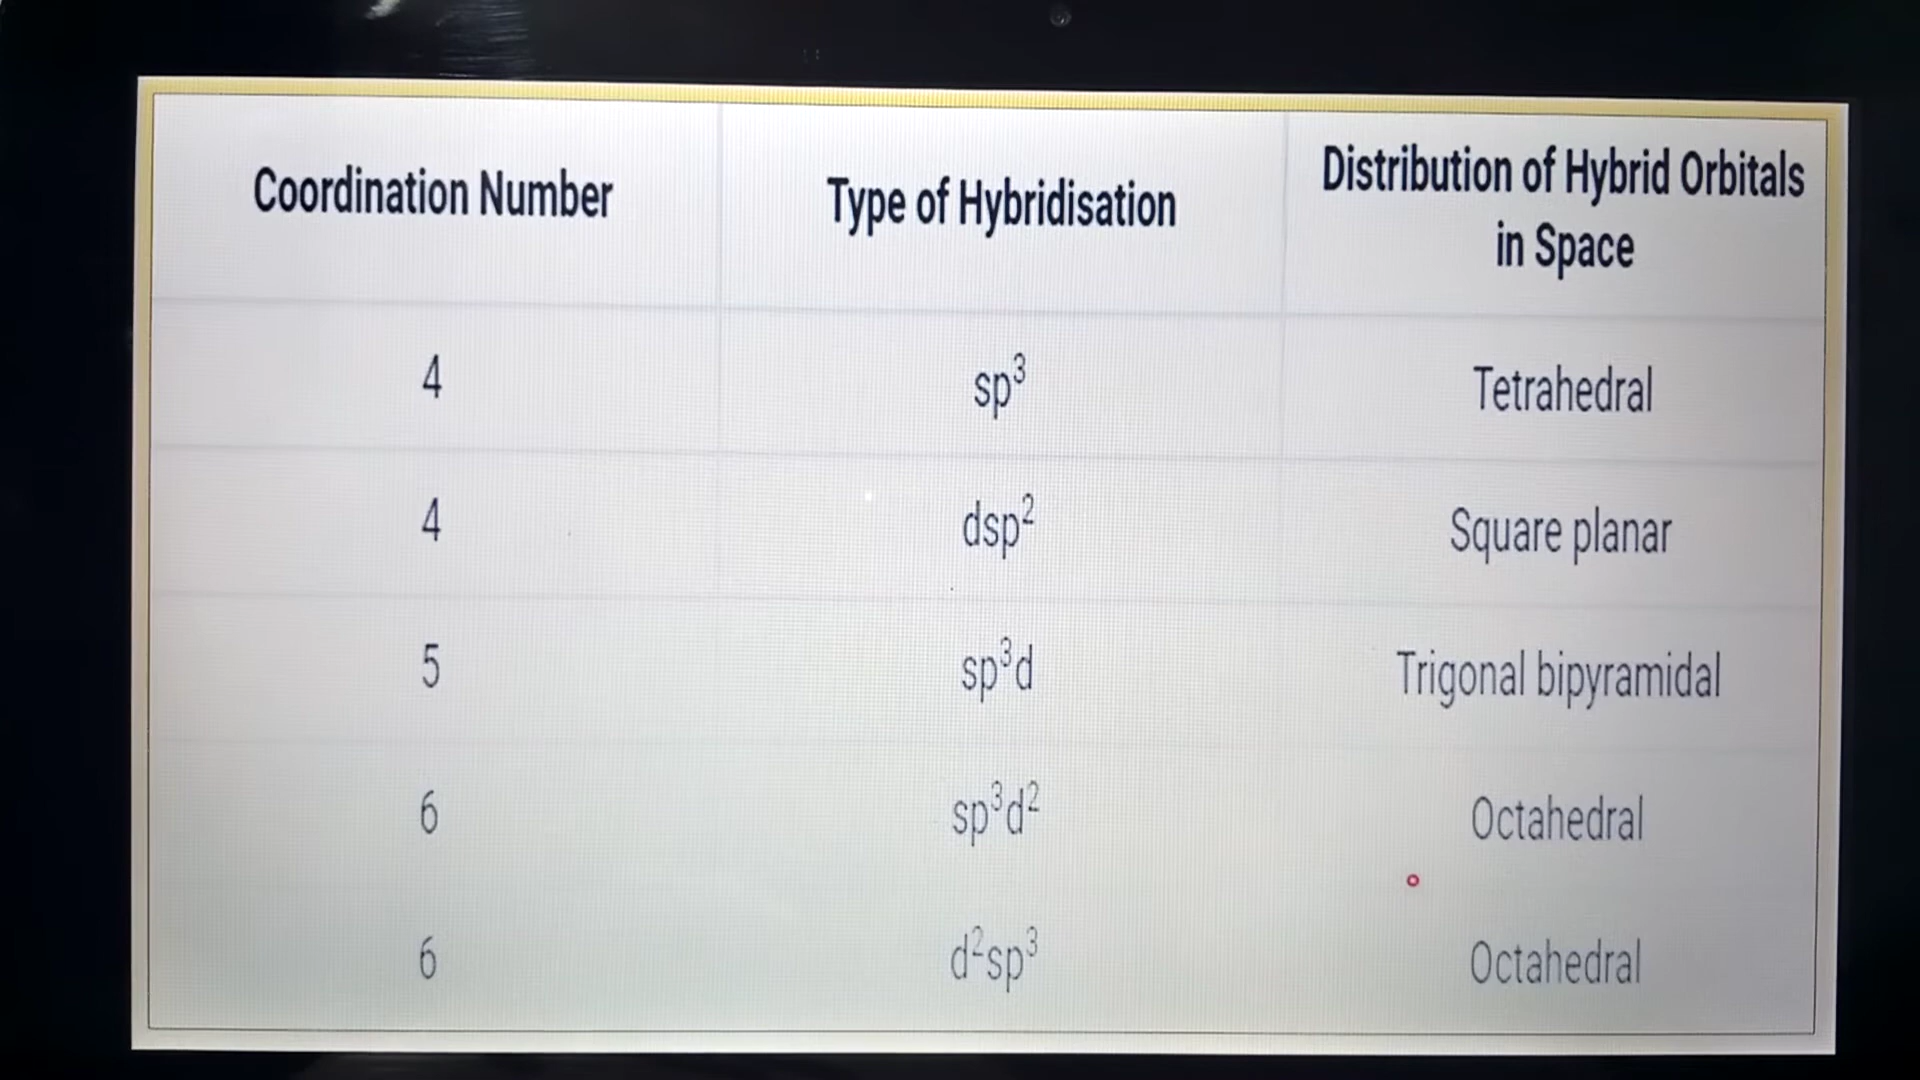 Coordination Number
Type of Hybridisation
Distribution of Hybrid Orbitals
in Space
4
sp³
Tetrahedral
4
dsp²
Square planar
5
sp³d
Trigonal bipyramidal
6
sp³d²
Octahedral
6
d²sp³
Octahedral